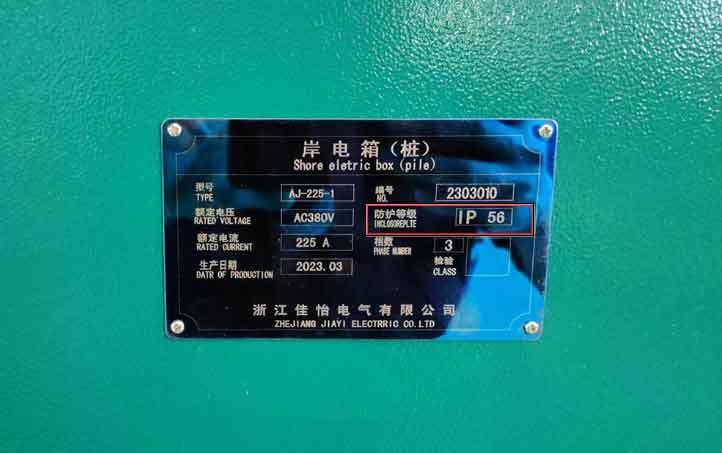 岸电箱(桩)
Shore eletric box (pile)
型号 AJ-225-1 编号 2303010
TYPE NO.
额定电压 AC380V 防护等级 IP 56
RATED VOLTAGE INCLOSOREPLTE
额定电流 225 A 相数 3
RATED CURRENT PHASE NUMBER
生产日期 2023.03 检验
DATR OF PRODUCTION CLASS
浙江佳怡电气有限公司
ZHEJIANG JIAYI ELECTRRIC CO.LTD